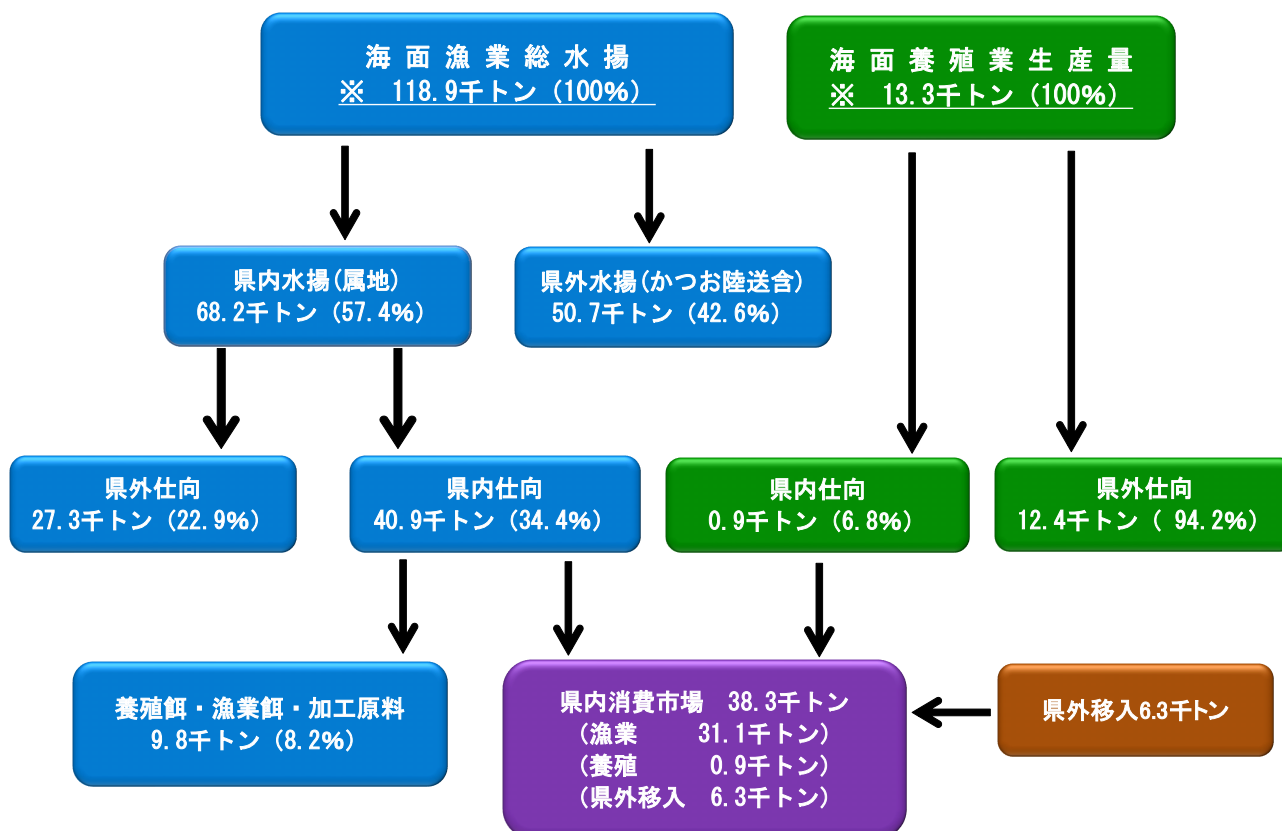 海 面 漁 業 総 水 揚
※ 118.9千トン（100%）
海 面 養 殖 業 生 産 量
※ 13.3千トン（100%）
県内水揚(属地)
68.2千トン（57.4%）
県外水揚(かつお陸送含)
50.7千トン（42.6%）
県外仕向
27.3千トン（22.9%）
県内仕向
40.9千トン（34.4%）
県内仕向
0.9千トン（6.8%）
県外仕向
12.4千トン（ 94.2%）
養殖餌・漁業餌・加工原料
9.8千トン（8.2%）
県内消費市場 38.3千トン
（漁業 31.1千トン）
（養殖 0.9千トン）
（県外移入 6.3千トン）
県外移入6.3千トン